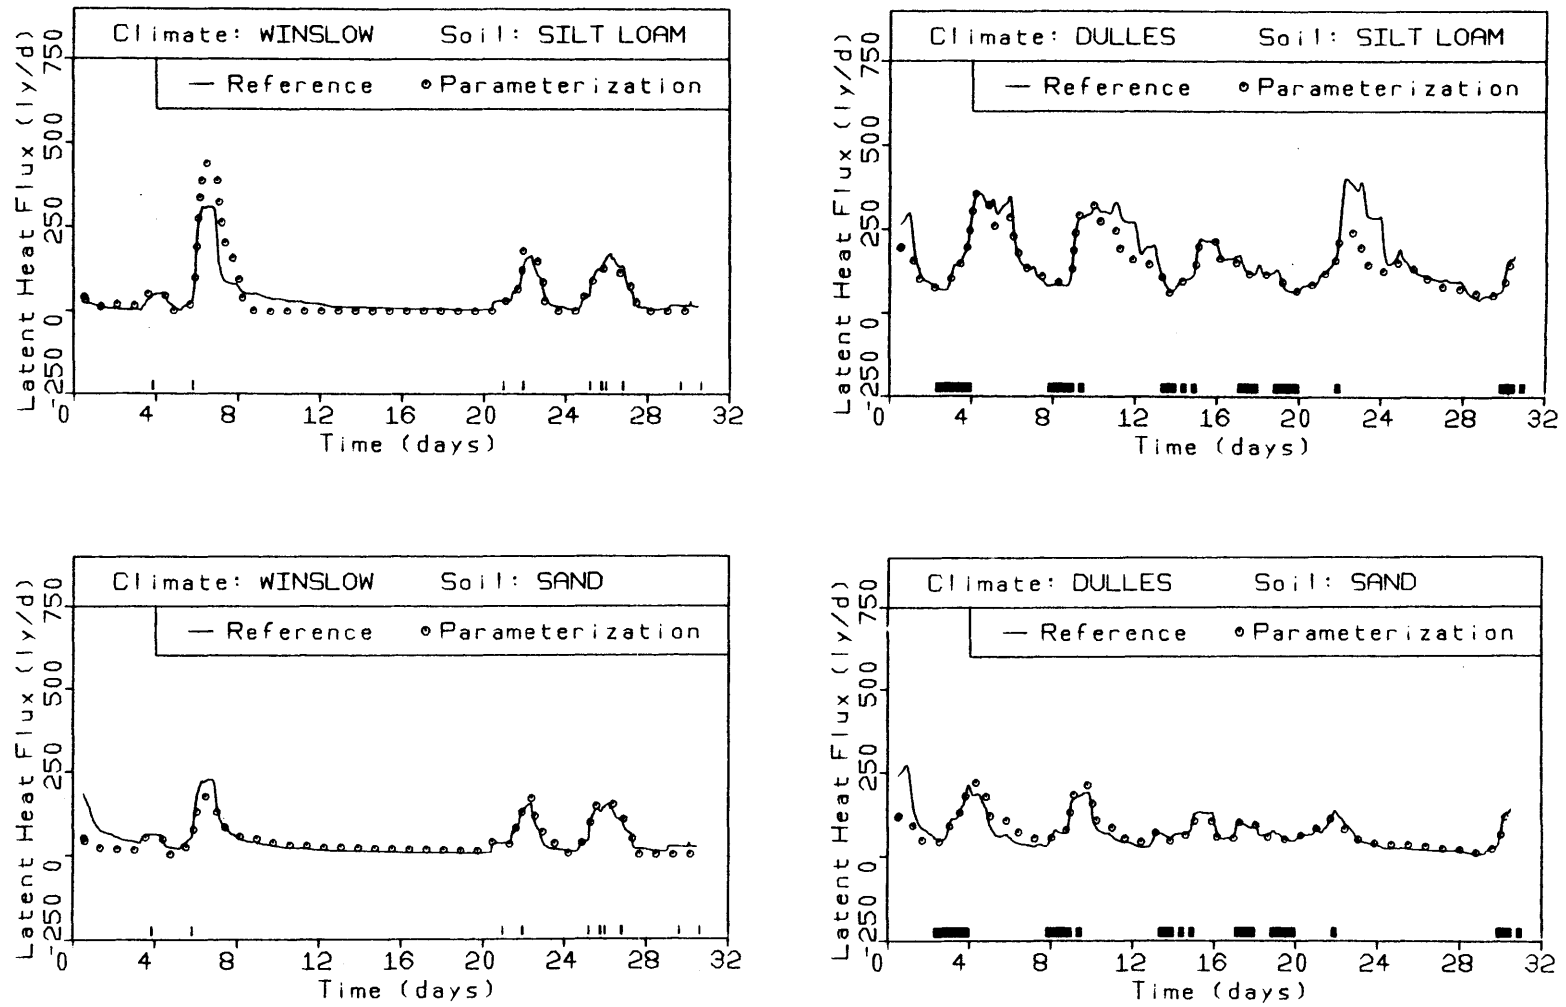 Climate: WINSLOW Soil: SILT LOAM
— Reference ⊙ Parameterization
Latent Heat Flux (ly/d)
750
500
250
0
-250
0 4 8 12 16 20 24 28 32
Time (days)
Climate: DULLES Soil: SILT LOAM
— Reference ⊙ Parameterization
Latent Heat Flux (ly/d)
750
500
250
0
-250
0 4 8 12 16 20 24 28 32
Time (days)
Climate: WINSLOW Soil: SAND
— Reference ⊙ Parameterization
Latent Heat Flux (ly/d)
750
500
250
0
-250
0 4 8 12 16 20 24 28 32
Time (days)
Climate: DULLES Soil: SAND
— Reference ⊙ Parameterization
Latent Heat Flux (ly/d)
750
500
250
0
-250
0 4 8 12 16 20 24 28 32
Time (days)